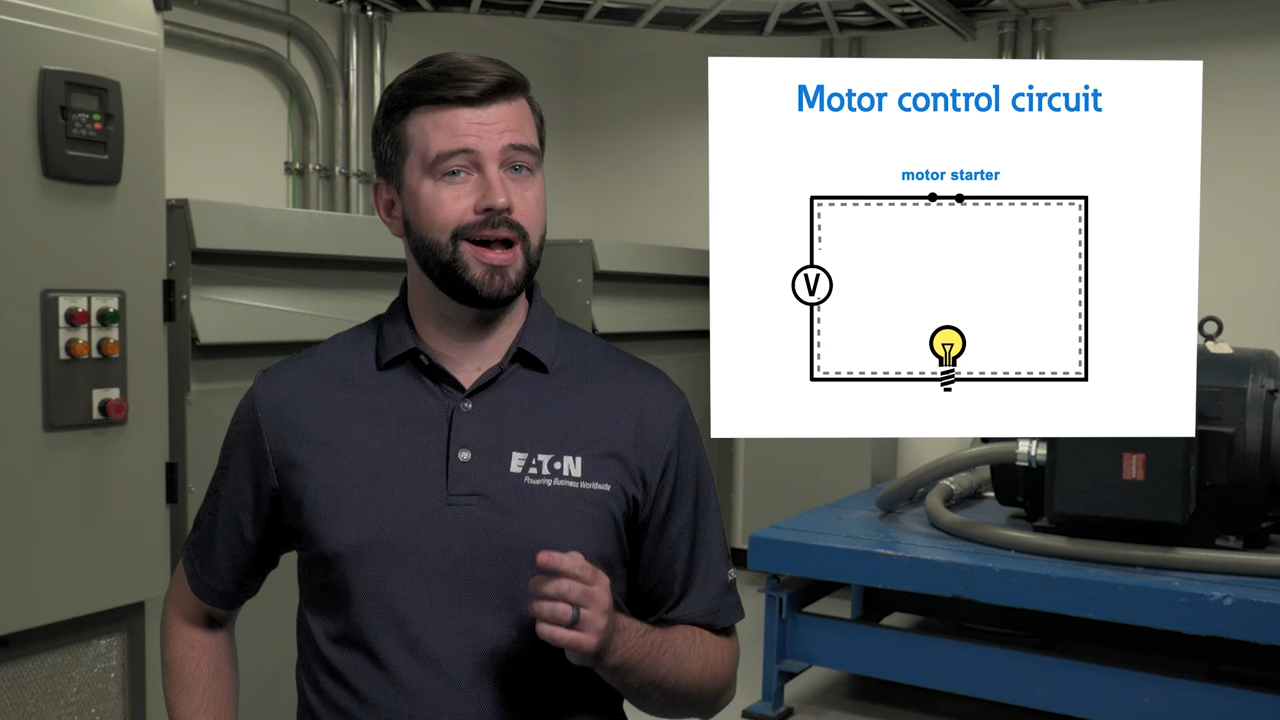 Motor control circuit
motor starter
V
EATON
Powering Business Worldwide